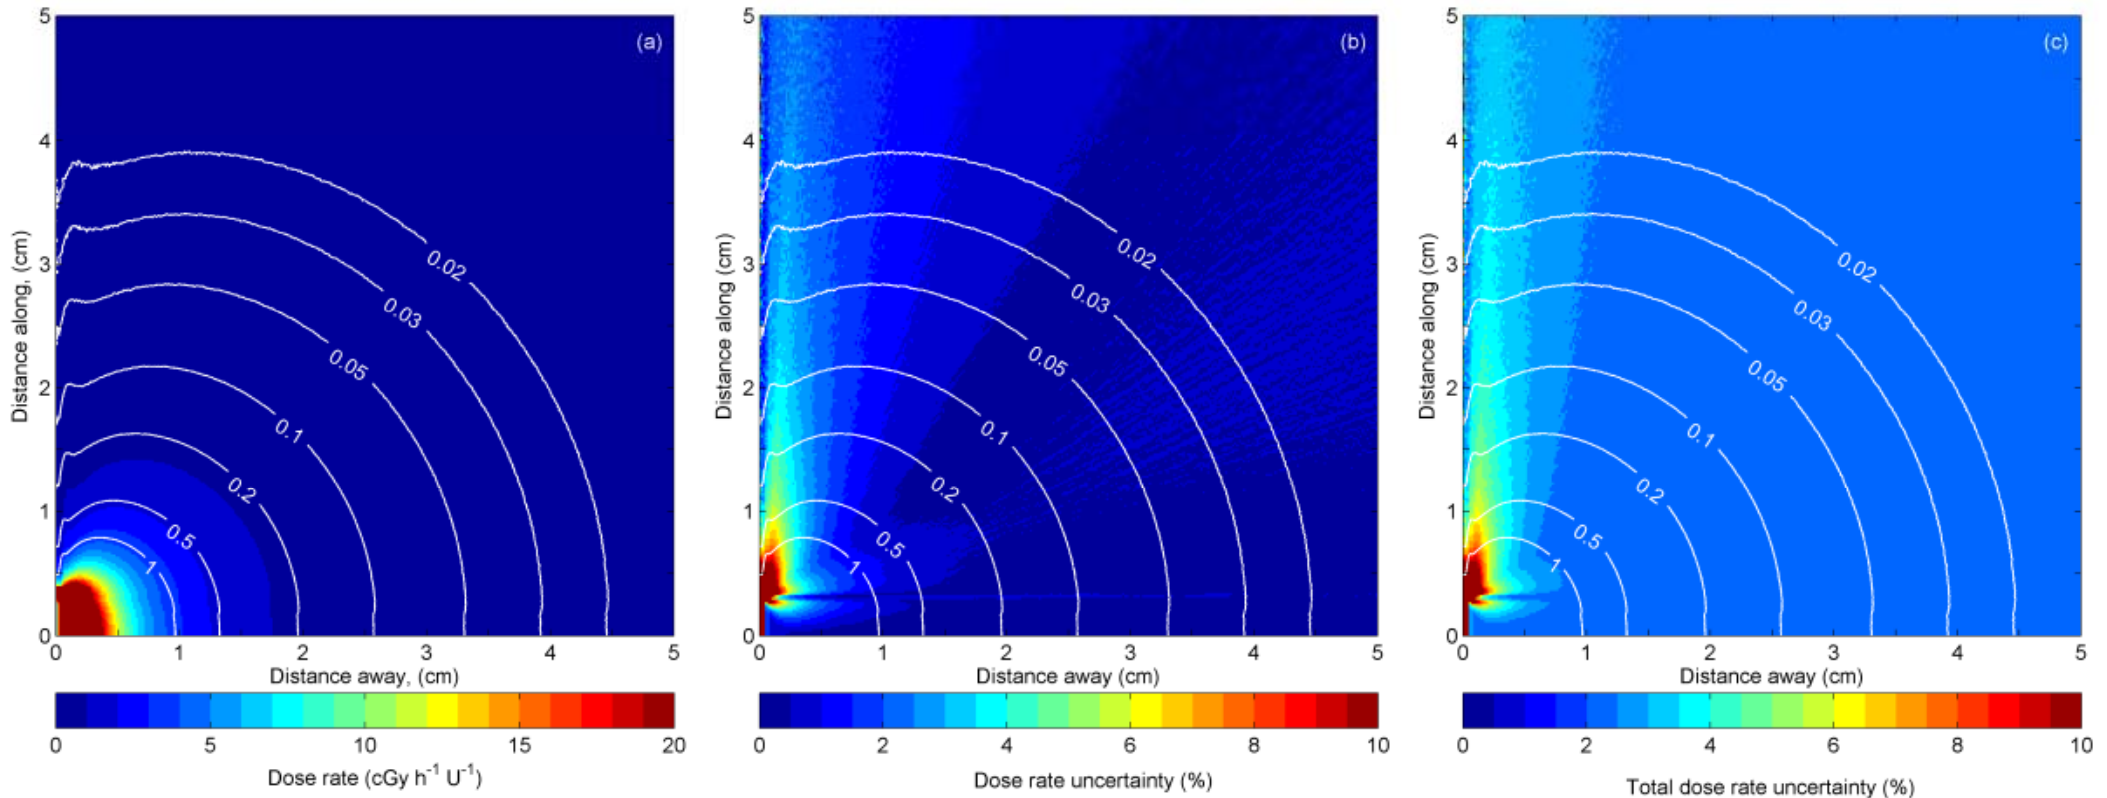 (a)
5
4
3
2
1
0
Distance along, (cm)
0.02
0.03
0.05
0.1
0.2
0.5
1
0 1 2 3 4 5
Distance away, (cm)
0 5 10 15 20
Dose rate (cGy h⁻¹ U⁻¹)
(b)
5
4
3
2
1
0
Distance along (cm)
0.02
0.03
0.05
0.1
0.2
0.5
1
0 1 2 3 4 5
Distance away (cm)
0 2 4 6 8 10
Dose rate uncertainty (%)
(c)
5
4
3
2
1
0
Distance along (cm)
0.02
0.03
0.05
0.1
0.2
0.5
1
0 1 2 3 4 5
Distance away (cm)
0 2 4 6 8 10
Total dose rate uncertainty (%)